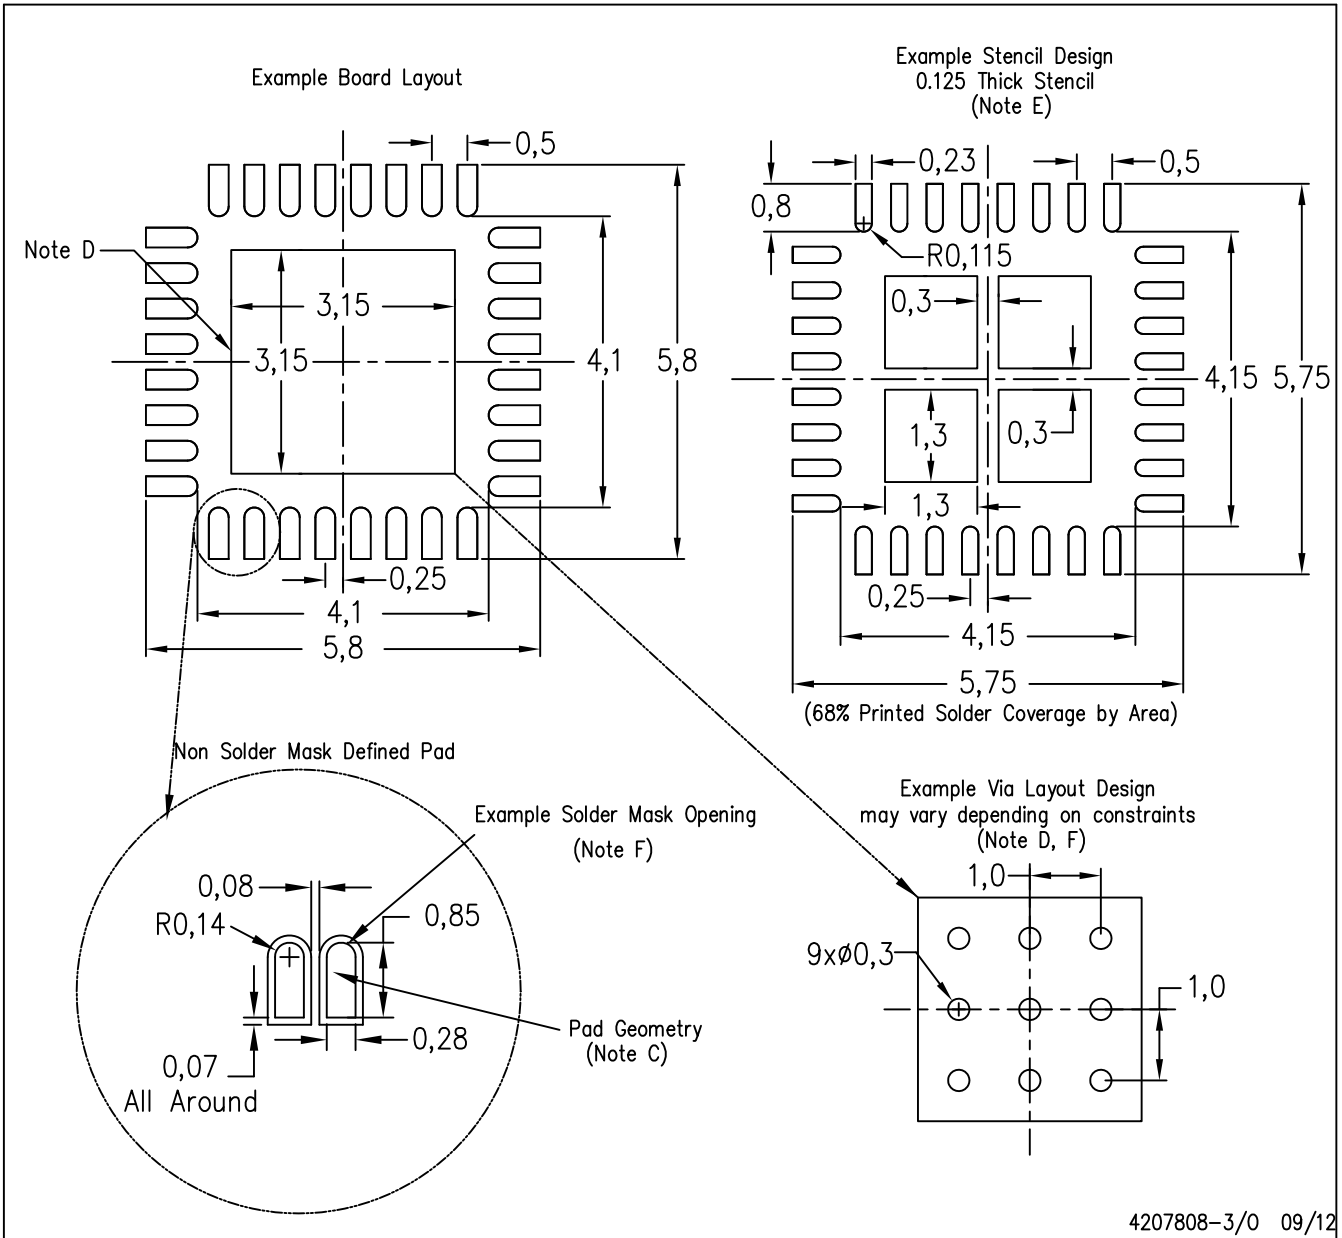 Example Board Layout
0,5
Note D
3,15
3,15
4,1
5,8
0,25
4,1
5,8
Example Stencil Design
0.125 Thick Stencil
(Note E)
0,23
0,5
0,8
R0,115
0,3
4,15
5,75
1,3
0,3
1,3
0,25
4,15
5,75
(68% Printed Solder Coverage by Area)
Non Solder Mask Defined Pad
Example Solder Mask Opening
(Note F)
0,08
R0,14
0,85
0,28
Pad Geometry
(Note C)
0,07
All Around
Example Via Layout Design
may vary depending on constraints
(Note D, F)
1,0
9xø0,3
1,0
4207808-3/O 09/12